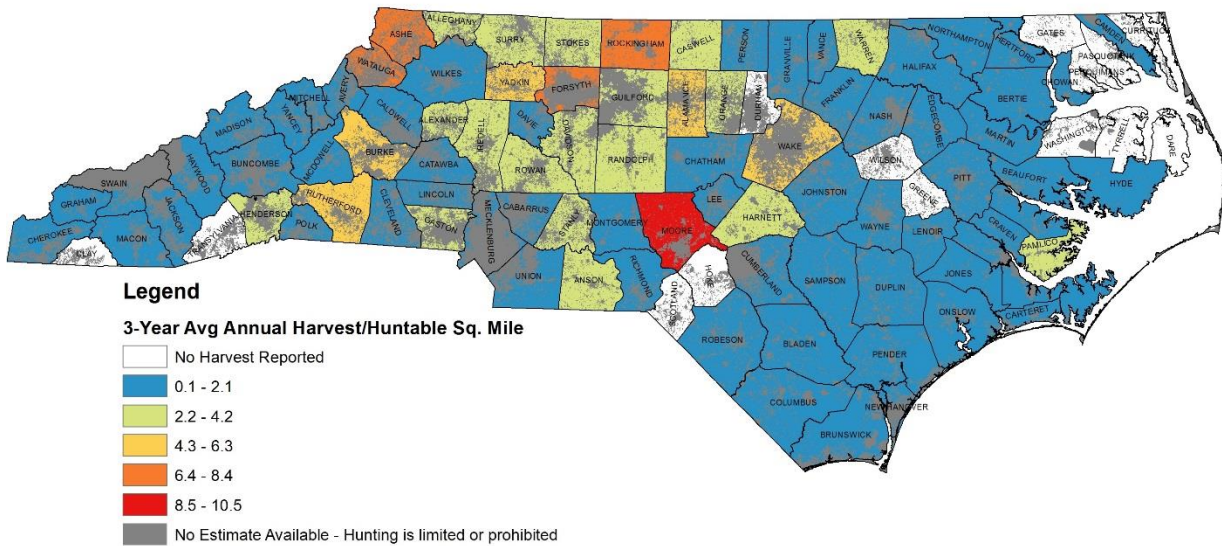 ALLEGHANY
ASHE
SURRY
STOKES
ROCKINGHAM
CASWELL
PERSON
GRANVILLE
VANCE
WARREN
NORTHAMPTON
HERTFORD
GATES
CAMDEN
CURRITUCK
PASQUOTANK
PERQUIMANS
CHOWAN
WATAUGA
WILKES
YADKIN
FORSYTH
GUILFORD
ALAMANCE
ORANGE
DURHAM
FRANKLIN
HALIFAX
BERTIE
AVERY
MITCHELL
YANCEY
MADISON
CALDWELL
ALEXANDER
IREDELL
DAVIE
DAVIDSON
RANDOLPH
CHATHAM
WAKE
NASH
EDGECOMBE
MARTIN
WASHINGTON
TYRRELL
DARE
HAYWOOD
BUNCOMBE
MCDOWELL
BURKE
CATAWBA
ROWAN
WILSON
PITT
BEAUFORT
HYDE
SWAIN
GRAHAM
JACKSON
HENDERSON
RUTHERFORD
CLEVELAND
LINCOLN
GASTON
MECKLENBURG
CABARRUS
STANLY
MONTGOMERY
MOORE
LEE
HARNETT
JOHNSTON
WAYNE
GREENE
LENOIR
CRAVEN
PAMLICO
CHEROKEE
CLAY
MACON
TRANSYLVANIA
POLK
UNION
ANSON
RICHMOND
SCOTLAND
HOKE
CUMBERLAND
SAMPSON
DUPLIN
JONES
ONSLOW
CARTERET
ROBESON
BLADEN
PENDER
COLUMBUS
NEW HANOVER
BRUNSWICK
Legend
3-Year Avg Annual Harvest/Huntable Sq. Mile
No Harvest Reported
0.1 - 2.1
2.2 - 4.2
4.3 - 6.3
6.4 - 8.4
8.5 - 10.5
No Estimate Available - Hunting is limited or prohibited